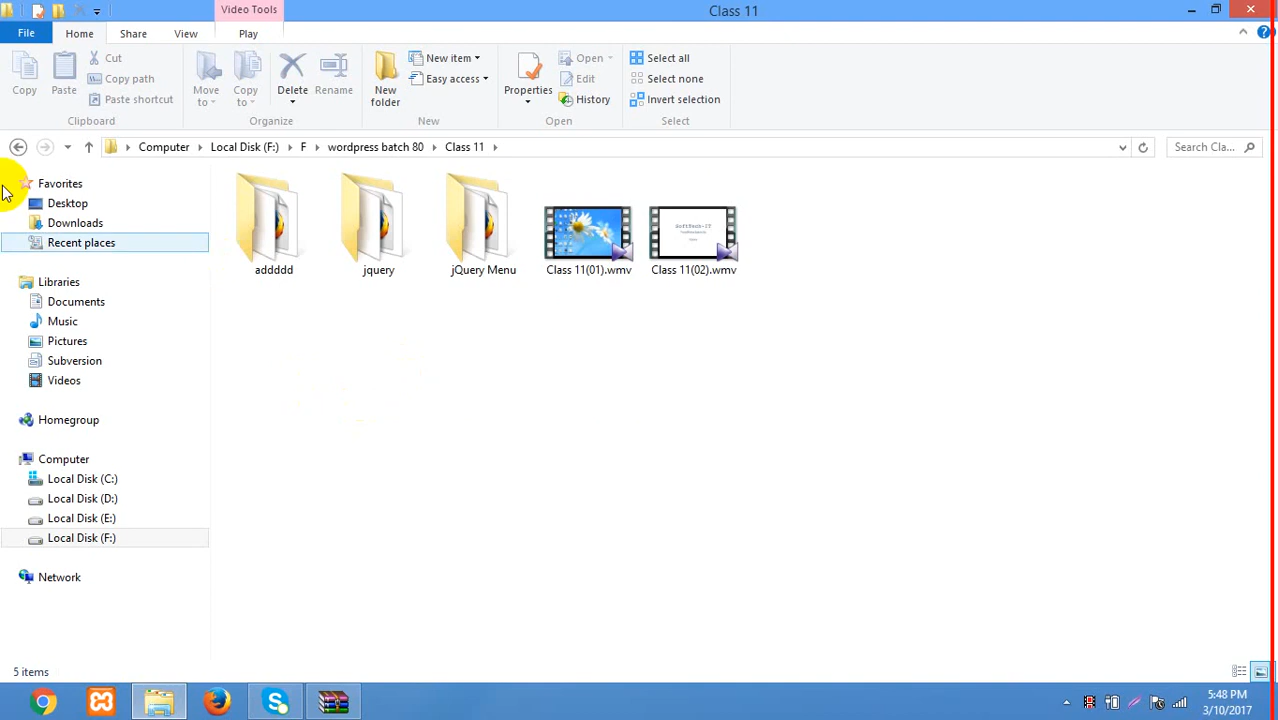 Video Tools
Class 11
File
Home
Share
View
Play
Copy
Paste
Cut
Copy path
Paste shortcut
Clipboard
Move to
Copy to
Delete
Rename
Organize
New folder
New item
Easy access
New
Properties
Open
Edit
History
Open
Select all
Select none
Invert selection
Select
Computer
Local Disk (F:)
F
wordpress batch 80
Class 11
Search Cla...
Favorites
Desktop
Downloads
Recent places
Libraries
Documents
Music
Pictures
Subversion
Videos
Homegroup
Computer
Local Disk (C:)
Local Disk (D:)
Local Disk (E:)
Local Disk (F:)
Network
SoftTech-IT
adddddd
jquery
jQuery Menu
Class 11(01).wmv
Class 11(02).wmv
5 items
5:48 PM
3/10/2017